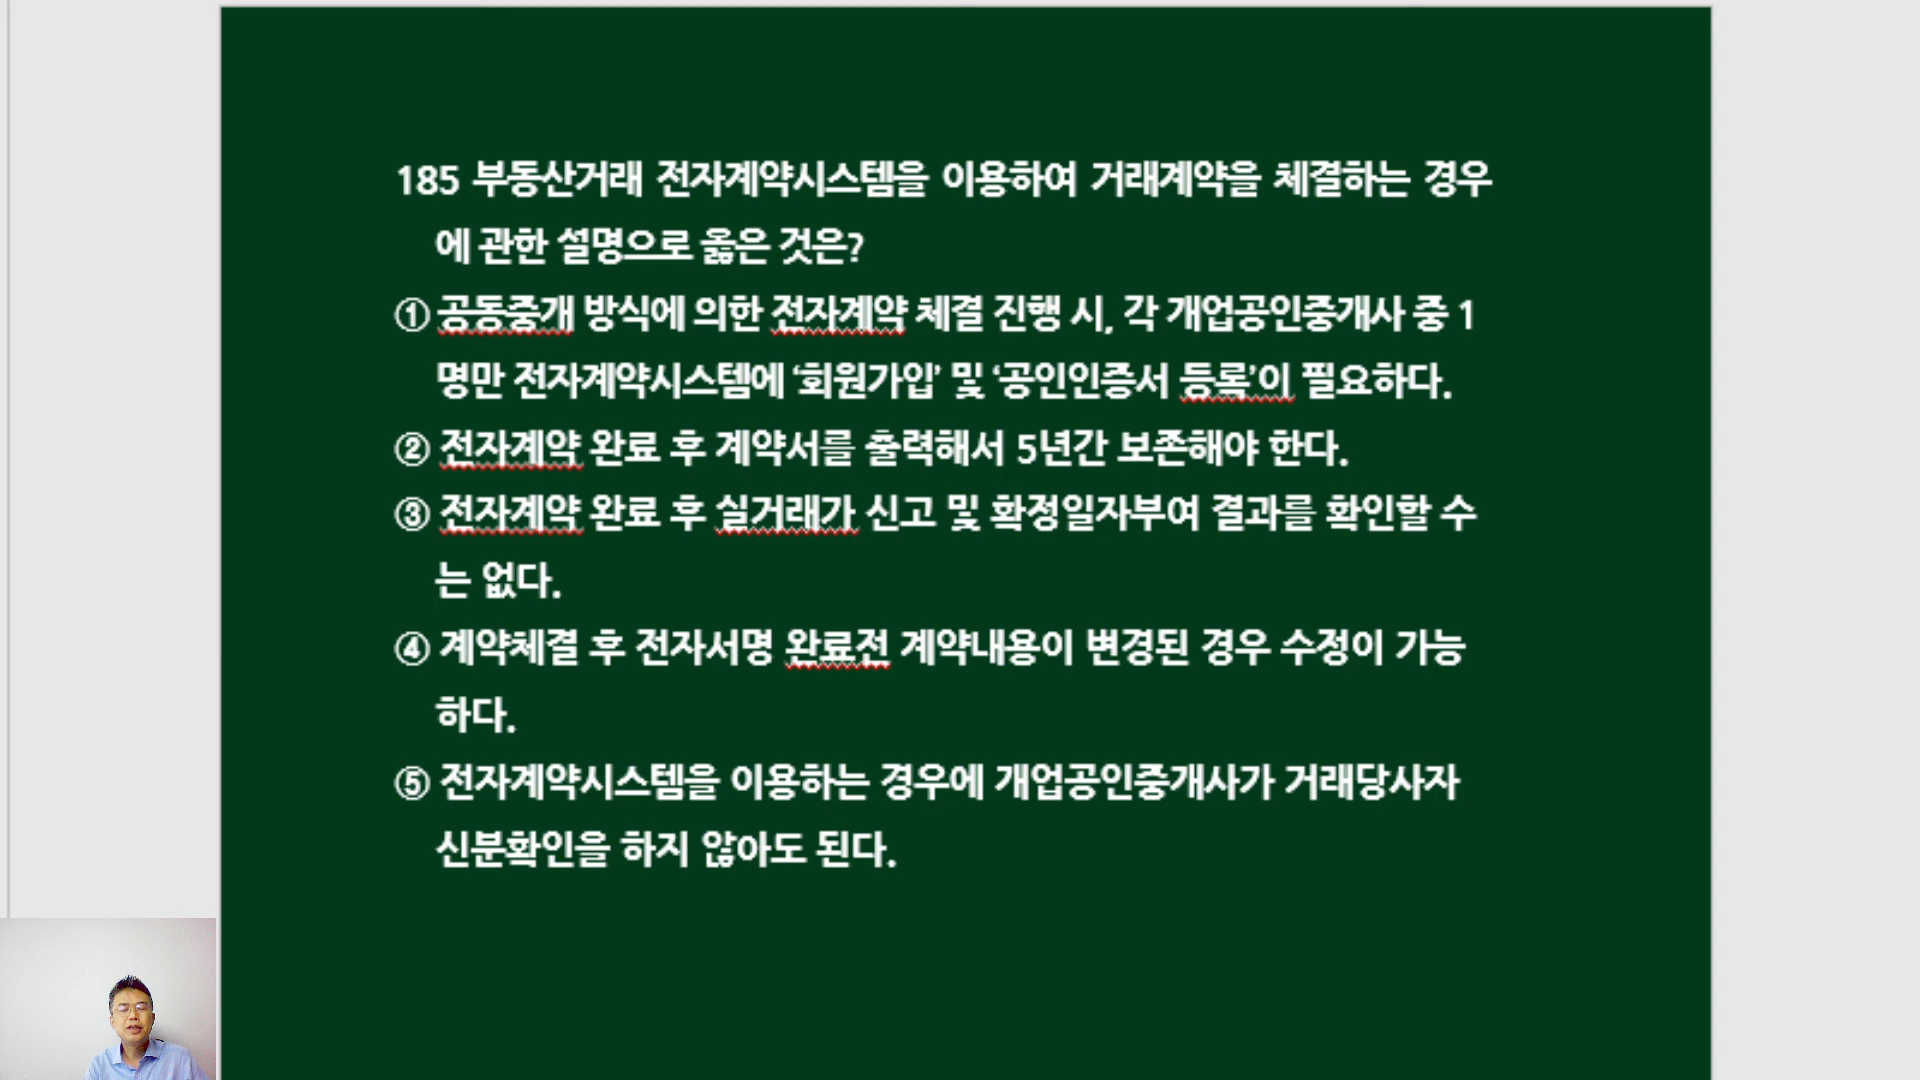 185 부동산거래 전자계약시스템을 이용하여 거래계약을 체결하는 경우
에 관한 설명으로 옳은 것은?
① 공동중개 방식에 의한 전자계약 체결 진행 시, 각 개업공인중개사 중 1
명만 전자계약시스템에 ‘회원가입’ 및 ‘공인인증서 등록’이 필요하다.
② 전자계약 완료 후 계약서를 출력해서 5년간 보존해야 한다.
③ 전자계약 완료 후 실거래가 신고 및 확정일자부여 결과를 확인할 수
는 없다.
④ 계약체결 후 전자서명 완료전 계약내용이 변경된 경우 수정이 가능
하다.
⑤ 전자계약시스템을 이용하는 경우에 개업공인중개사가 거래당사자
신분확인을 하지 않아도 된다.